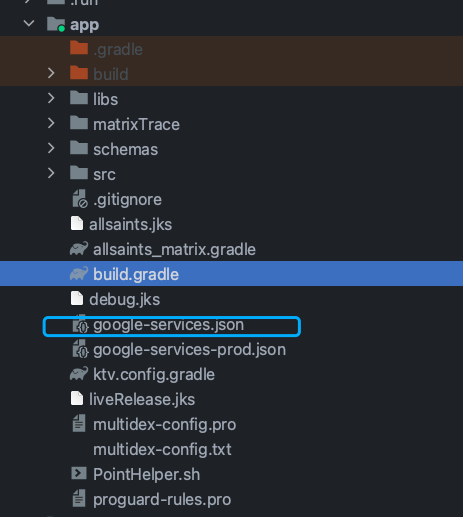 .run
app
.gradle
build
libs
matrixTrace
schemas
src
.gitignore
allsaints.jks
allsaints_matrix.gradle
build.gradle
debug.jks
google-services.json
google-services-prod.json
ktv.config.gradle
liveRelease.jks
multidex-config.pro
multidex-config.txt
PointHelper.sh
proguard-rules.pro